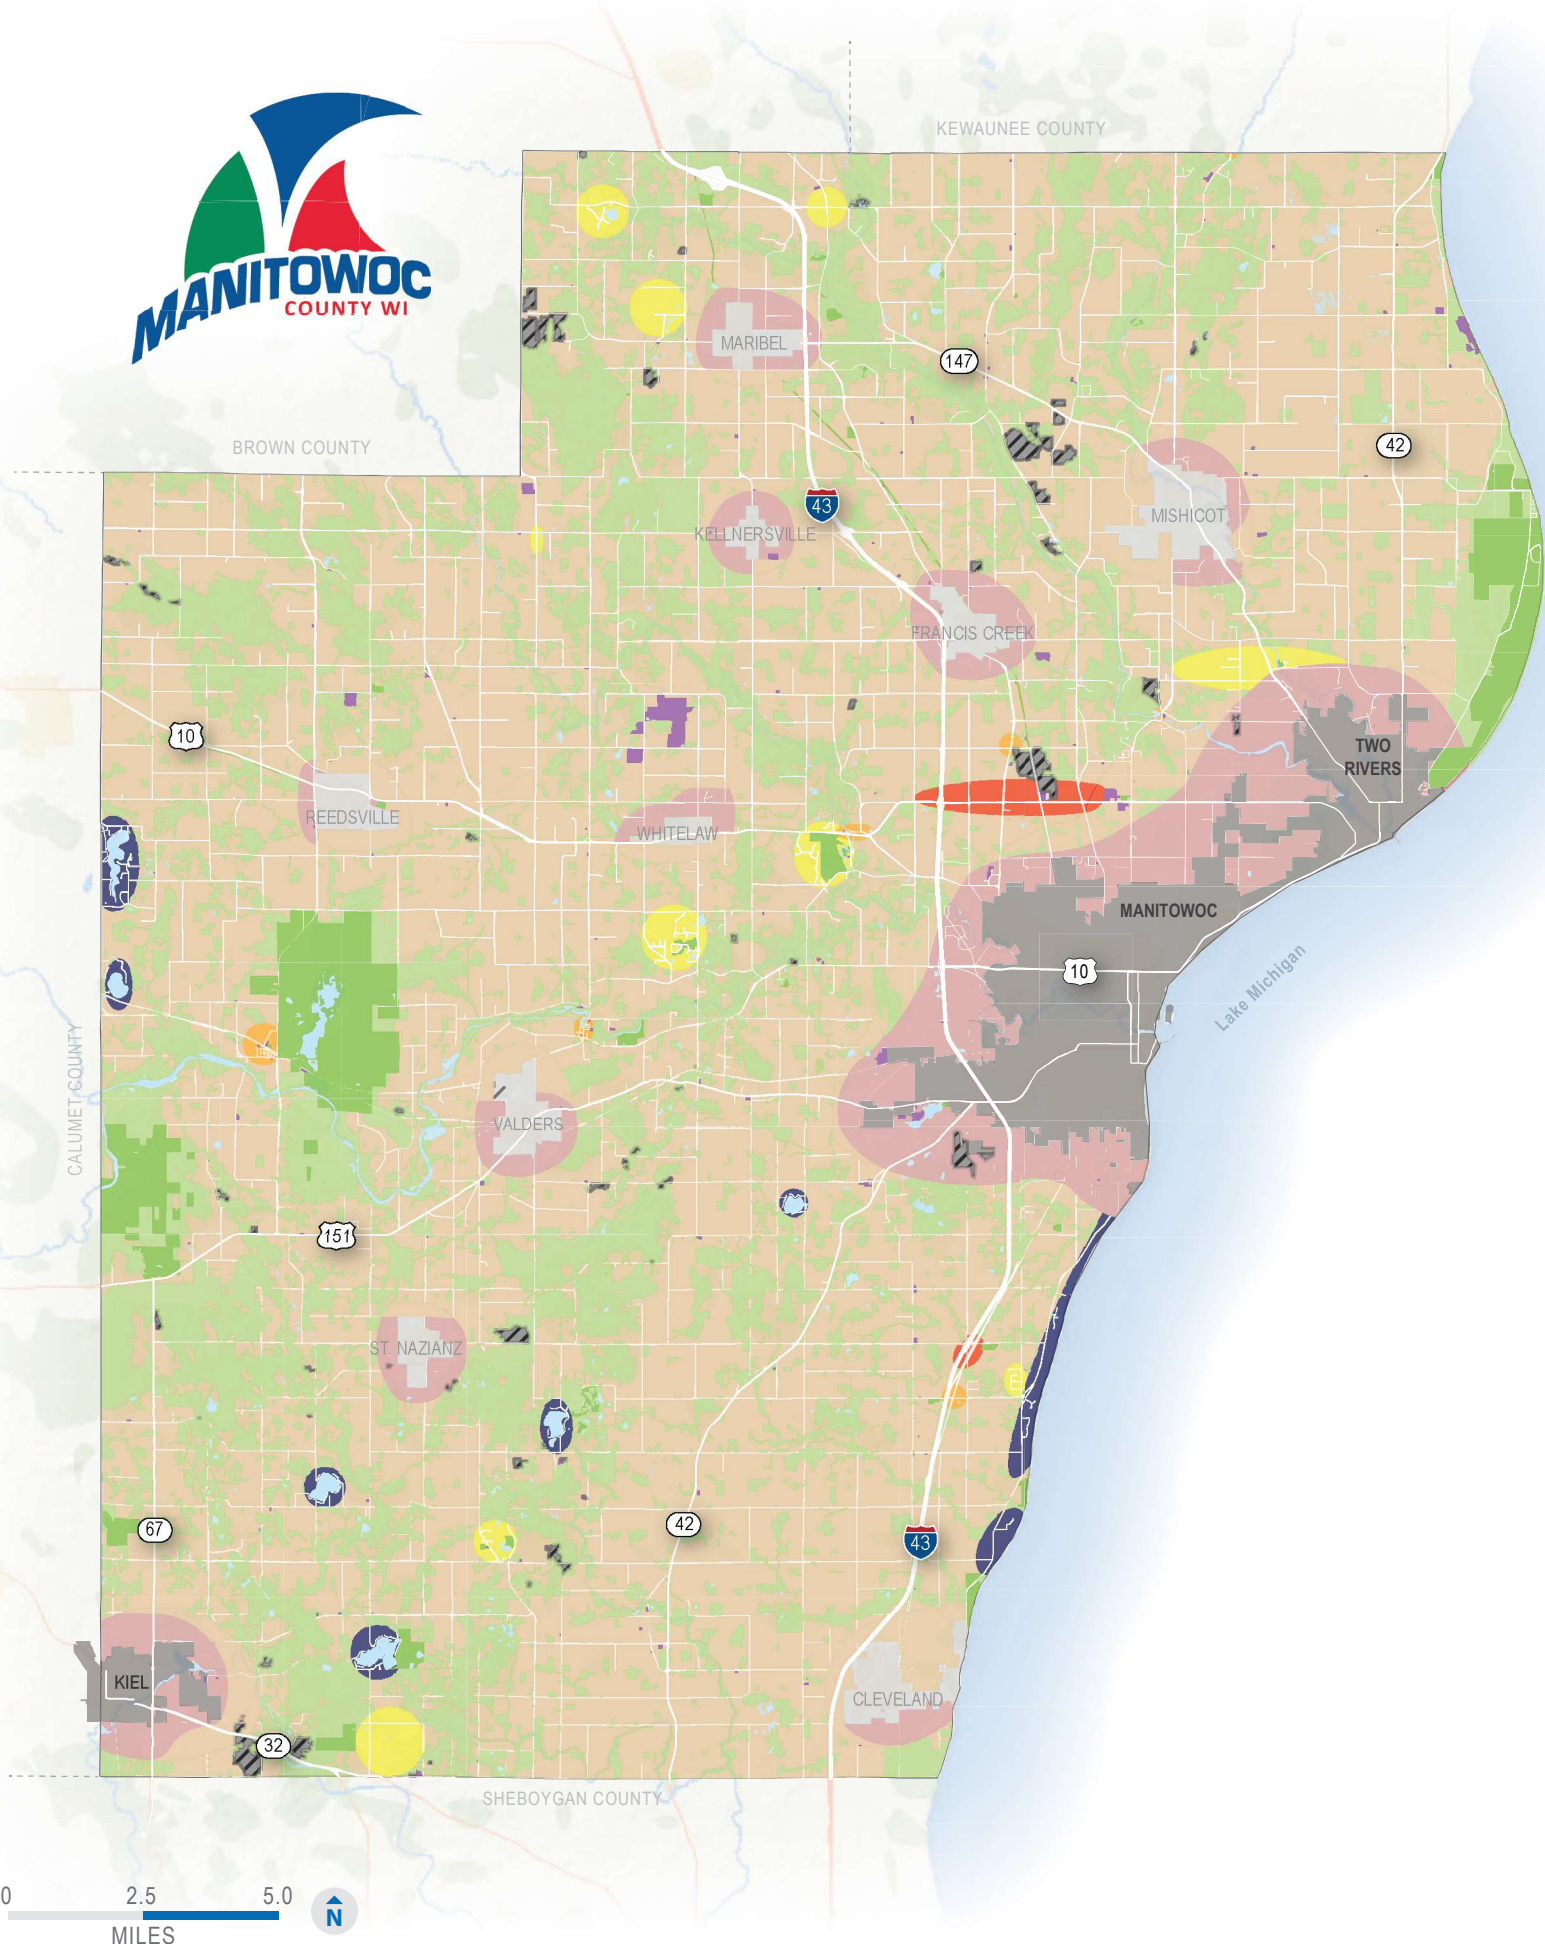 KEWAUNEE COUNTY
MANITOWOC
COUNTY WI
MARIBEL
147
BROWN COUNTY
42
43
MISHICOT
KELLNERSVILLE
FRANCIS CREEK
10
TWO
RIVERS
REEDSVILLE
WHITELAW
MANITOWOC
10
Lake Michigan
CALUMET COUNTY
VALDERS
151
ST. NAZIANZ
67
42
43
KIEL
CLEVELAND
32
SHEBOYGAN COUNTY
0 2.5 5.0
MILES
N